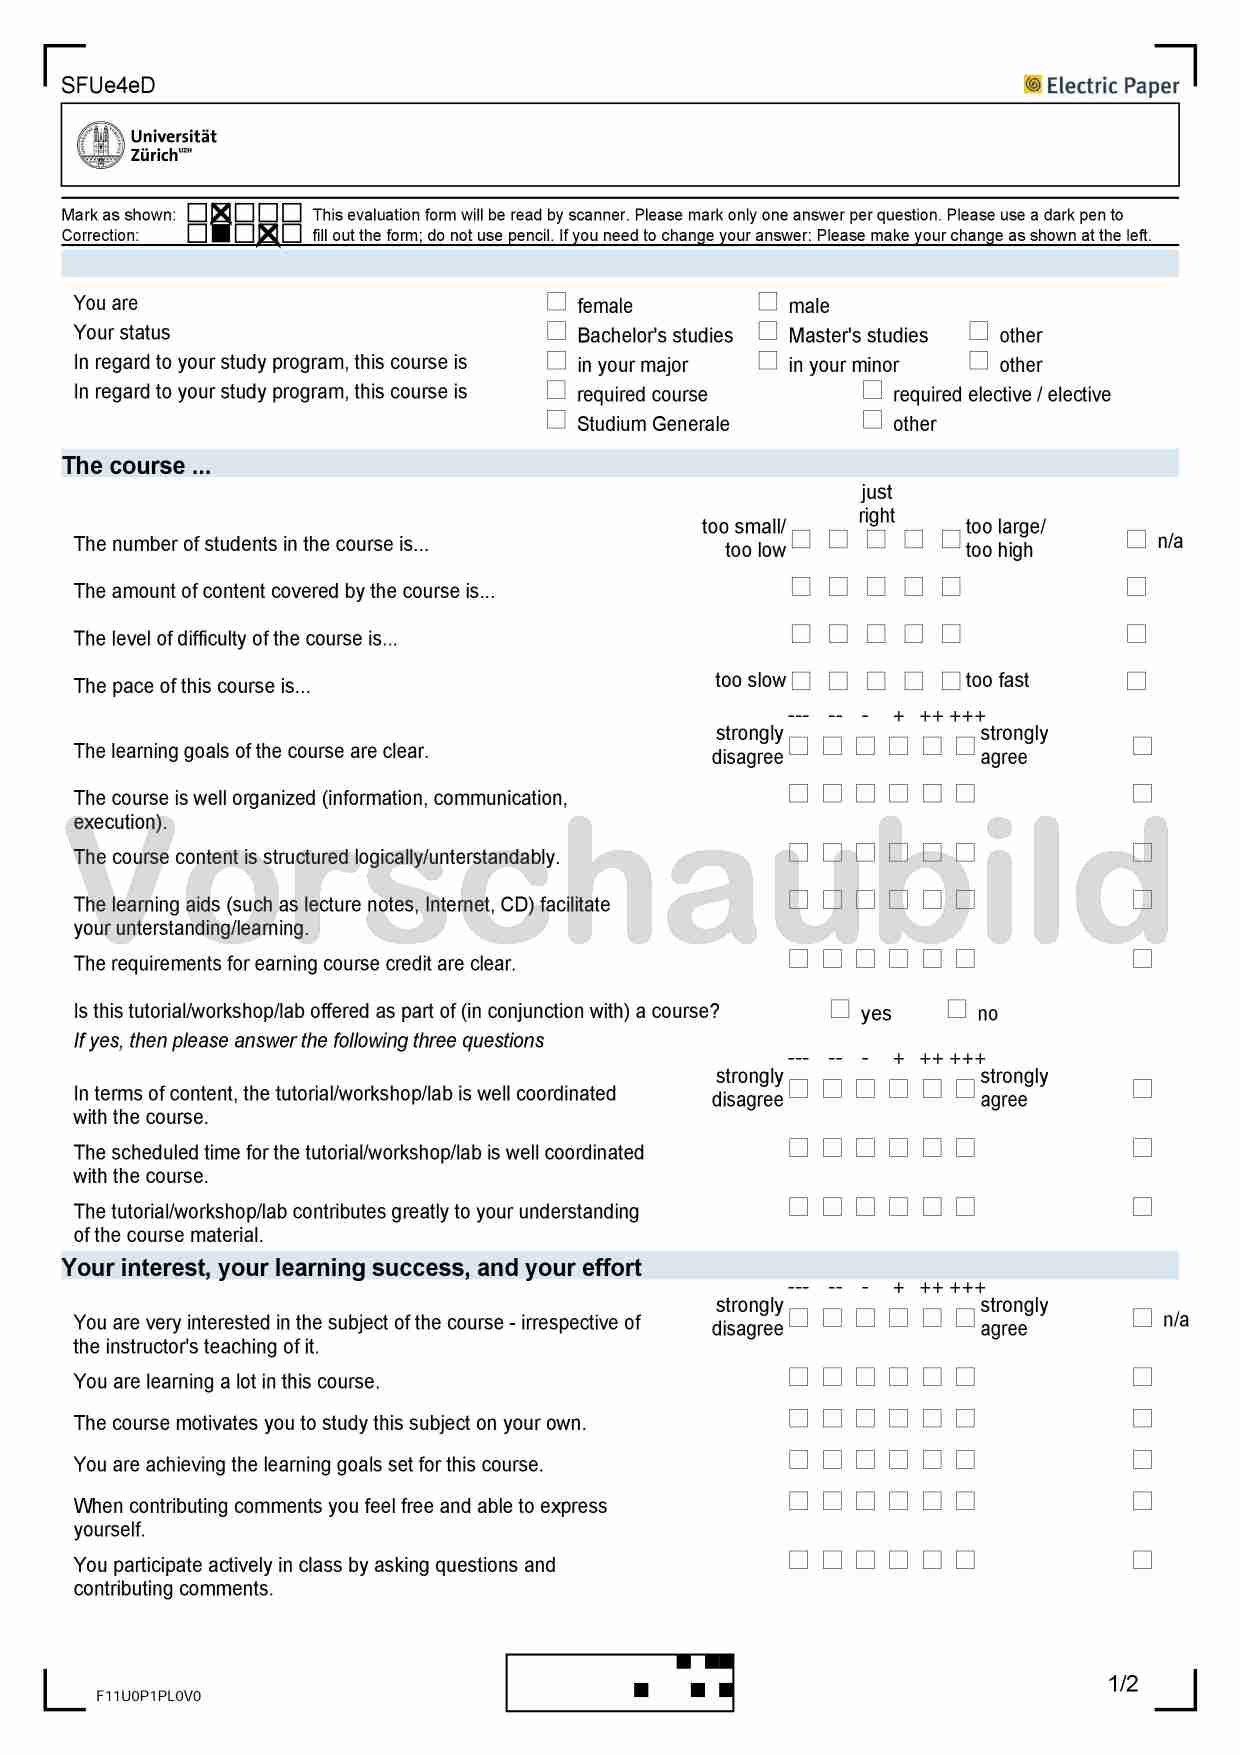 SFUe4eD
Electric Paper
Universität
Zürich UZH
Mark as shown: This evaluation form will be read by scanner. Please mark only one answer per question. Please use a dark pen to
Correction: fill out the form; do not use pencil. If you need to change your answer: Please make your change as shown at the left.
You are female male
Your status Bachelor's studies Master's studies other
In regard to your study program, this course is in your major in your minor other
In regard to your study program, this course is required course required elective / elective
Studium Generale other
The course ...
just
right
too small/ too large/
The number of students in the course is... too low too high n/a
The amount of content covered by the course is...
The level of difficulty of the course is...
The pace of this course is... too slow too fast
--- -- - + ++ +++
strongly strongly
The learning goals of the course are clear. disagree agree
The course is well organized (information, communication,
execution).
Vorschaubild
The course content is structured logically/unterstandably.
The learning aids (such as lecture notes, Internet, CD) facilitate
your unterstanding/learning.
The requirements for earning course credit are clear.
Is this tutorial/workshop/lab offered as part of (in conjunction with) a course? yes no
If yes, then please answer the following three questions
--- -- - + ++ +++
strongly strongly
In terms of content, the tutorial/workshop/lab is well coordinated disagree agree
with the course.
The scheduled time for the tutorial/workshop/lab is well coordinated
with the course.
The tutorial/workshop/lab contributes greatly to your understanding
of the course material.
Your interest, your learning success, and your effort
--- -- - + ++ +++
strongly strongly
You are very interested in the subject of the course - irrespective of disagree agree n/a
the instructor's teaching of it.
You are learning a lot in this course.
The course motivates you to study this subject on your own.
You are achieving the learning goals set for this course.
When contributing comments you feel free and able to express
yourself.
You participate actively in class by asking questions and
contributing comments.
F11U0P1PL0V0
1/2